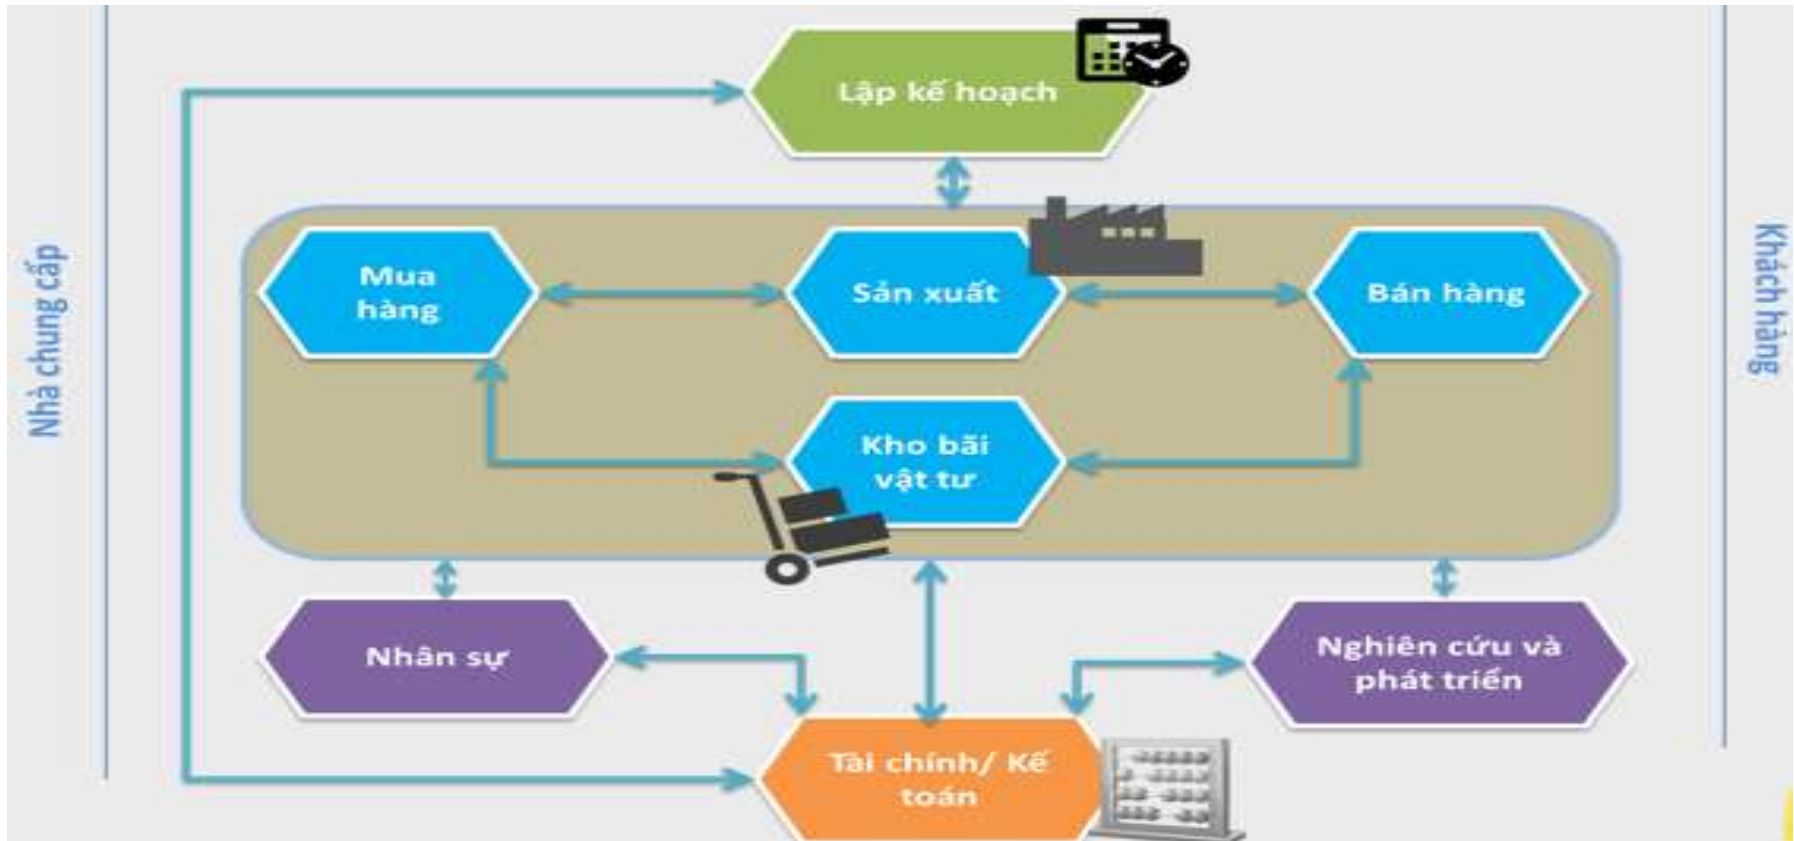 Lập kế hoạch
Nhà chung cấp
Khách hàng
Mua
hàng
Sản xuất
Bán hàng
Kho bãi
vật tư
Nhân sự
Nghiên cứu và
phát triển
Tài chính/ Kế
toán